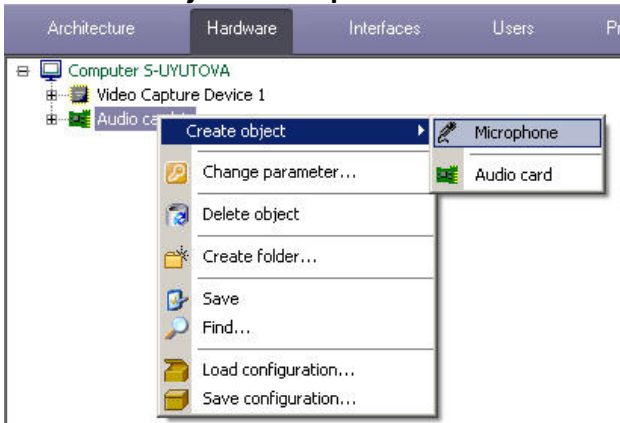 Architecture Hardware Interfaces Users
Computer S-UYUTOVA
Video Capture Device 1
Audio
Create object
Microphone
Audio card
Change parameter...
Delete object
Create folder...
Save
Find...
Load configuration...
Save configuration...